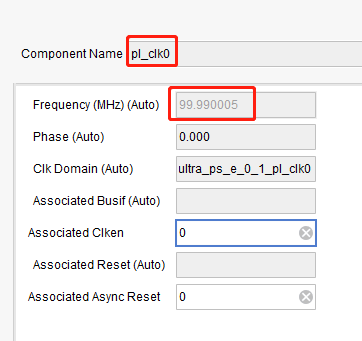 Component Name pl_clk0
Frequency (MHz) (Auto) 99.990005
Phase (Auto) 0.000
Clk Domain (Auto) ultra_ps_e_0_1_pl_clk0
Associated Busif (Auto)
Associated Clken 0
Associated Reset (Auto)
Associated Async Reset 0